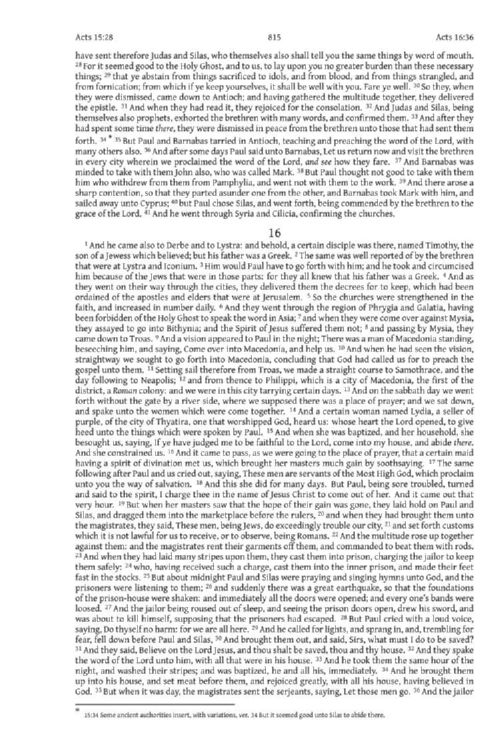 Acts 15:28 815 Acts 16:36
have sent therefore Judas and Silas, who themselves also shall tell you the same things by word of mouth.
28 For it seemed good to the Holy Ghost, and to us, to lay upon you no greater burden than these necessary
things; 29 that ye abstain from things sacrificed to idols, and from blood, and from things strangled, and
from fornication; from which if ye keep yourselves, it shall be well with you. Fare ye well. 30 So they, when
they were dismissed, came down to Antioch; and having gathered the multitude together, they delivered
the epistle. 31 And when they had read it, they rejoiced for the consolation. 32 And Judas and Silas, being
themselves also prophets, exhorted the brethren with many words, and confirmed them. 33 And after they
had spent some time there, they were dismissed in peace from the brethren unto those that had sent them
forth. 34 * 35 But Paul and Barnabas tarried in Antioch, teaching and preaching the word of the Lord, with
many others also. 36 And after some days Paul said unto Barnabas, Let us return now and visit the brethren
in every city wherein we proclaimed the word of the Lord, and see how they fare. 37 And Barnabas was
minded to take with them John also, who was called Mark. 38 But Paul thought not good to take with them
him who withdrew from them from Pamphylia, and went not with them to the work. 39 And there arose a
sharp contention, so that they parted asunder one from the other, and Barnabas took Mark with him, and
sailed away unto Cyprus; 40 but Paul chose Silas, and went forth, being commended by the brethren to the
grace of the Lord. 41 And he went through Syria and Cilicia, confirming the churches.
16
1 And he came also to Derbe and to Lystra: and behold, a certain disciple was there, named Timothy, the
son of a Jewess which believed; but his father was a Greek. 2 The same was well reported of by the brethren
that were at Lystra and Iconium. 3 Him would Paul have to go forth with him; and he took and circumcised
him because of the Jews that were in those parts: for they all knew that his father was a Greek. 4 And as
they went on their way through the cities, they delivered them the decrees for to keep, which had been
ordained of the apostles and elders that were at Jerusalem. 5 So the churches were strengthened in the
faith, and increased in number daily. 6 And they went through the region of Phrygia and Galatia, having
been forbidden of the Holy Ghost to speak the word in Asia; 7 and when they were come over against Mysia,
they assayed to go into Bithynia; and the Spirit of Jesus suffered them not; 8 and passing by Mysia, they
came down to Troas. 9 And a vision appeared to Paul in the night; There was a man of Macedonia standing,
beseeching him, and saying, Come over into Macedonia, and help us. 10 And when he had seen the vision,
straightway we sought to go forth into Macedonia, concluding that God had called us for to preach the
gospel unto them. 11 Setting sail therefore from Troas, we made a straight course to Samothrace, and the
day following to Neapolis; 12 and from thence to Philippi, which is a city of Macedonia, the first of the
district, a Roman colony: and we were in this city tarrying certain days. 13 And on the sabbath day we went
forth without the gate by a river side, where we supposed there was a place of prayer; and we sat down,
and spake unto the women which were come together. 14 And a certain woman named Lydia, a seller of
purple, of the city of Thyatira, one that worshipped God, heard us: whose heart the Lord opened, to give
heed unto the things which were spoken by Paul. 15 And when she was baptized, and her household, she
besought us, saying, If ye have judged me to be faithful to the Lord, come into my house, and abide there.
And she constrained us. 16 And it came to pass, as we were going to the place of prayer, that a certain maid
having a spirit of divination met us, which brought her masters much gain by soothsaying. 17 The same
following after Paul and us cried out, saying, These men are servants of the Most High God, which proclaim
unto you the way of salvation. 18 And this she did for many days. But Paul, being sore troubled, turned
and said to the spirit, I charge thee in the name of Jesus Christ to come out of her. And it came out that
very hour. 19 But when her masters saw that the hope of their gain was gone, they laid hold on Paul and
Silas, and dragged them into the marketplace before the rulers, 20 and when they had brought them unto
the magistrates, they said, These men, being Jews, do exceedingly trouble our city, 21 and set forth customs
which it is not lawful for us to receive, or to observe, being Romans. 22 And the multitude rose up together
against them: and the magistrates rent their garments off them, and commanded to beat them with rods.
23 And when they had laid many stripes upon them, they cast them into prison, charging the jailor to keep
them safely: 24 who, having received such a charge, cast them into the inner prison, and made their feet
fast in the stocks. 25 But about midnight Paul and Silas were praying and singing hymns unto God, and the
prisoners were listening to them; 26 and suddenly there was a great earthquake, so that the foundations
of the prison-house were shaken: and immediately all the doors were opened; and every one's bands were
loosed. 27 And the jailor being roused out of sleep, and seeing the prison doors open, drew his sword, and
was about to kill himself, supposing that the prisoners had escaped. 28 But Paul cried with a loud voice,
saying, Do thyself no harm: for we are all here. 29 And he called for lights, and sprang in, and, trembling for
fear, fell down before Paul and Silas, 30 and brought them out, and said, Sirs, what must I do to be saved?
31 And they said, Believe on the Lord Jesus, and thou shalt be saved, thou and thy house. 32 And they spake
the word of the Lord unto him, with all that were in his house. 33 And he took them the same hour of the
night, and washed their stripes; and was baptized, he and all his, immediately. 34 And he brought them
up into his house, and set meat before them, and rejoiced greatly, with all his house, having believed in
God. 35 But when it was day, the magistrates sent the serjeants, saying, Let those men go. 36 And the jailor
* 15:34 Some ancient authorities insert, with variations, ver. 34 But it seemed good unto Silas to abide there.